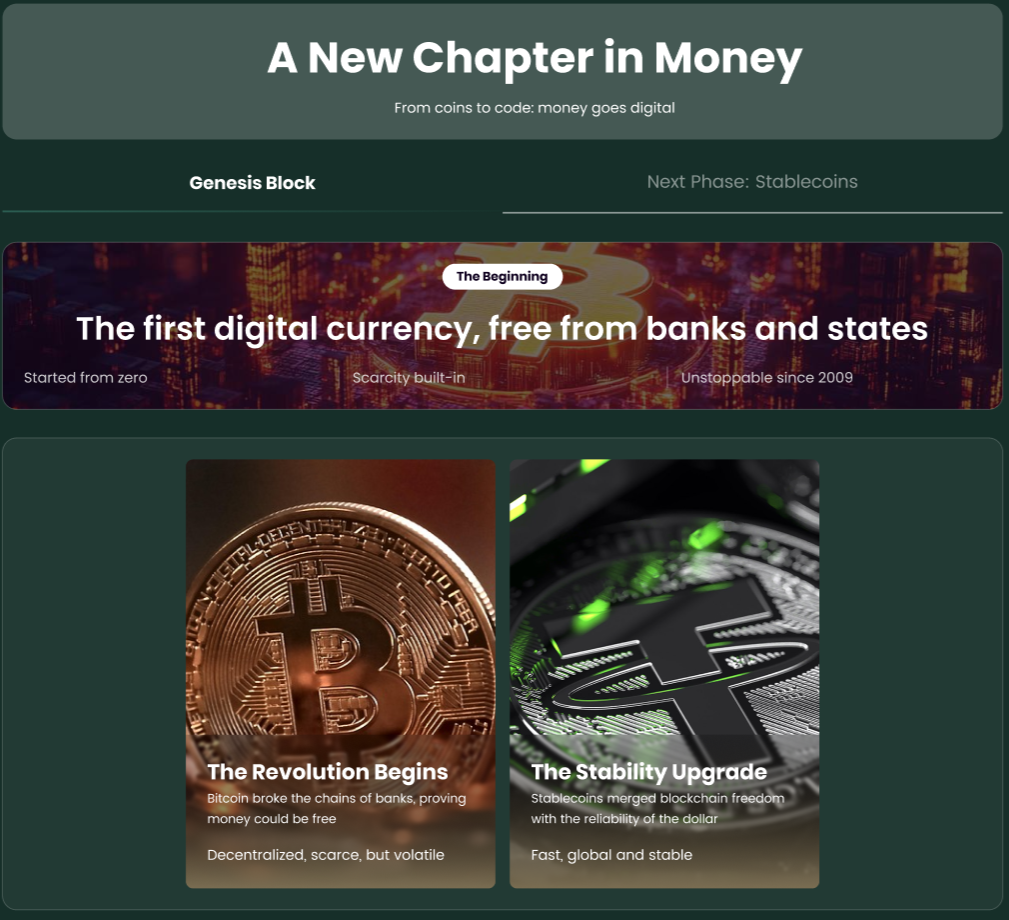 A New Chapter in Money
From coins to code: money goes digital
Genesis Block
Next Phase: Stablecoins
The Beginning
The first digital currency, free from banks and states
Started from zero
Scarcity built-in
Unstoppable since 2009
The Revolution Begins
Bitcoin broke the chains of banks, proving
money could be free
Decentralized, scarce, but volatile
The Stability Upgrade
Stablecoins merged blockchain freedom
with the reliability of the dollar
Fast, global and stable